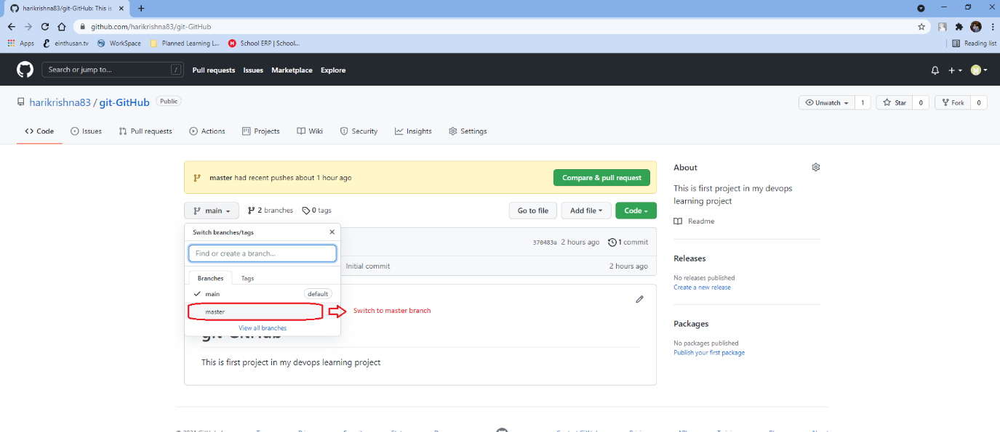 harikrishna83/git-GitHub: This is
github.com/harikrishna83/git-GitHub
Apps einthusan.tv WorkSpace Planned Learning L... School ERP | School... Reading list
Search or jump to... / Pull requests Issues Marketplace Explore
harikrishna83 / git-GitHub Public Unwatch 1 Star 0 Fork 0
Code Issues Pull requests Actions Projects Wiki Security Insights Settings
master had recent pushes about 1 hour ago Compare & pull request
main 2 branches 0 tags Go to file Add file Code
Switch branches/tags
Find or create a branch...
Branches Tags
main default
master
View all branches
370483a 2 hours ago 1 commit
Initial commit 2 hours ago
Switch to master branch
git-GitHub
This is first project in my devops learning project
About
This is first project in my devops
learning project
Readme
Releases
No releases published
Create a new release
Packages
No packages published
Publish your first package